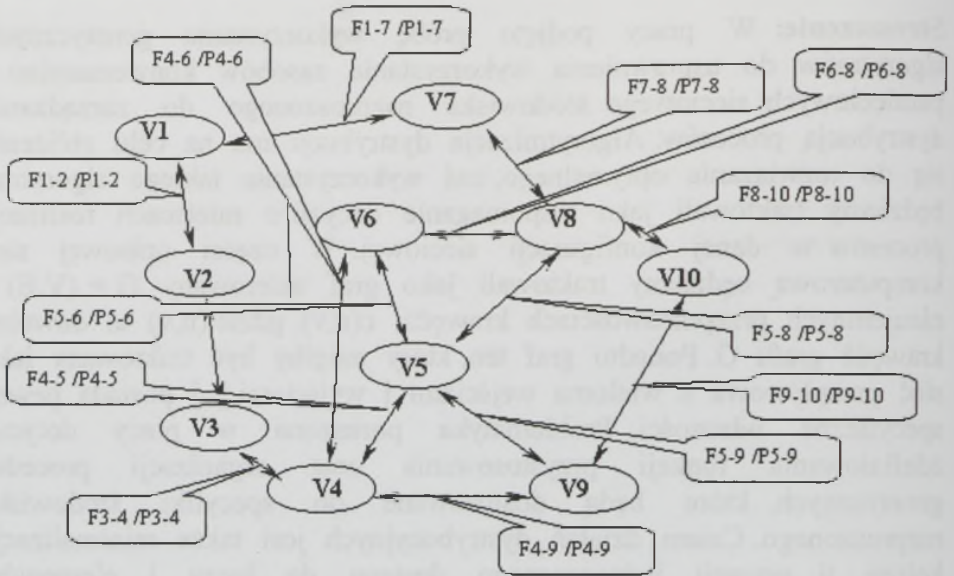 F1-7 /P1-7
F4-6 /P4-6
F6-8 /P6-8
F7-8 /P7-8
V7
V1
F1-2 /P1-2
F8-10 /P8-10
V6
V8
V2
V10
F5-6 /P5-6
F5-8 /P5-8
V5
F4-5 /P4-5
F9-10 /P9-10
V3
F5-9 /P5-9
V4
V9
F3-4 /P3-4
F4-9 /P4-9